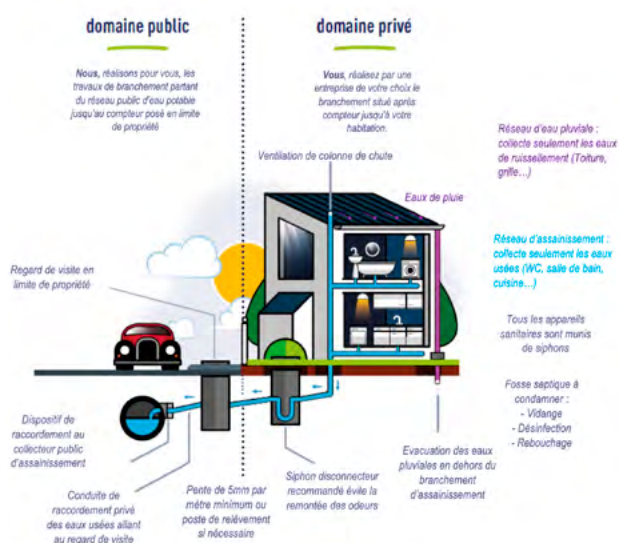 domaine public
domaine privé
Nous, réalisons pour vous, les
travaux de branchement partant
du réseau public d'eau potable
jusqu'au compteur posé en limite
de propriété
Vous, réalisez par une
entreprise de votre choix le
branchement situé après
compteur jusqu'à votre
habitation.
Ventilation de colonne de chute
Eaux de pluie
Réseau d'eau pluviale :
collecte seulement les eaux
de ruissellement (Toiture,
grille…)
Réseau d'assainissement :
collecte seulement les eaux
usées (WC, salle de bain,
cuisine…)
Tous les appareils
sanitaires sont munis
de siphons
Fosse septique à
condamner :
- Vidange
- Désinfection
- Rebouchage
Regard de visite en
limite de propriété
Dispositif de
raccordement au
collecteur public
d'assainissement
Conduite de
raccordement privé
des eaux usées allant
au regard de visite
Pente de 5mm par
mètre minimum ou
poste de relèvement
si nécessaire
Siphon disconnecteur
recommandé évite la
remontée des odeurs
Evacuation des eaux
pluviales en dehors du
branchement
d'assainissement